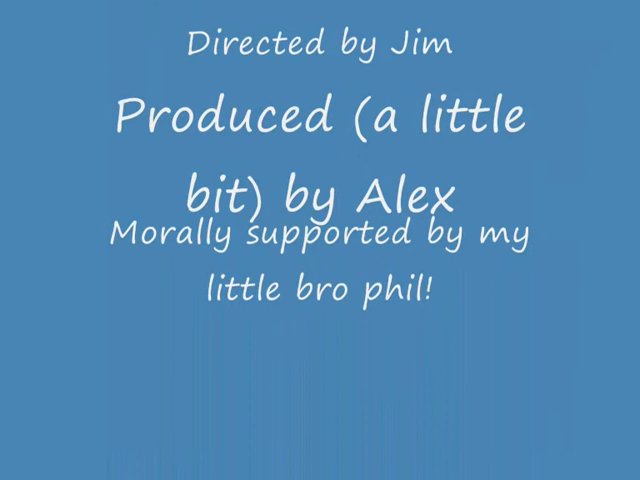 Directed by Jim
Produced (a little
bit) by Alex
Morally supported by my
little bro phil!